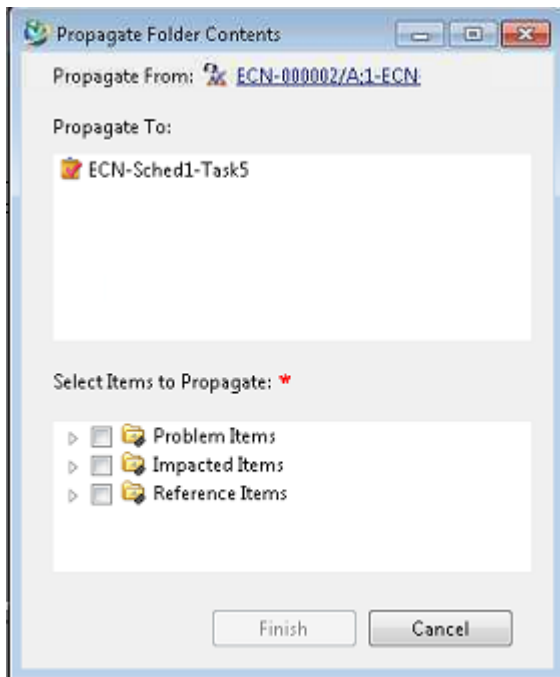 Propagate Folder Contents
Propagate From: ECN-000002/A;1-ECN
Propagate To:
ECN-Sched1-Task5
Select Items to Propagate: *
Problem Items
Impacted Items
Reference Items
Finish Cancel